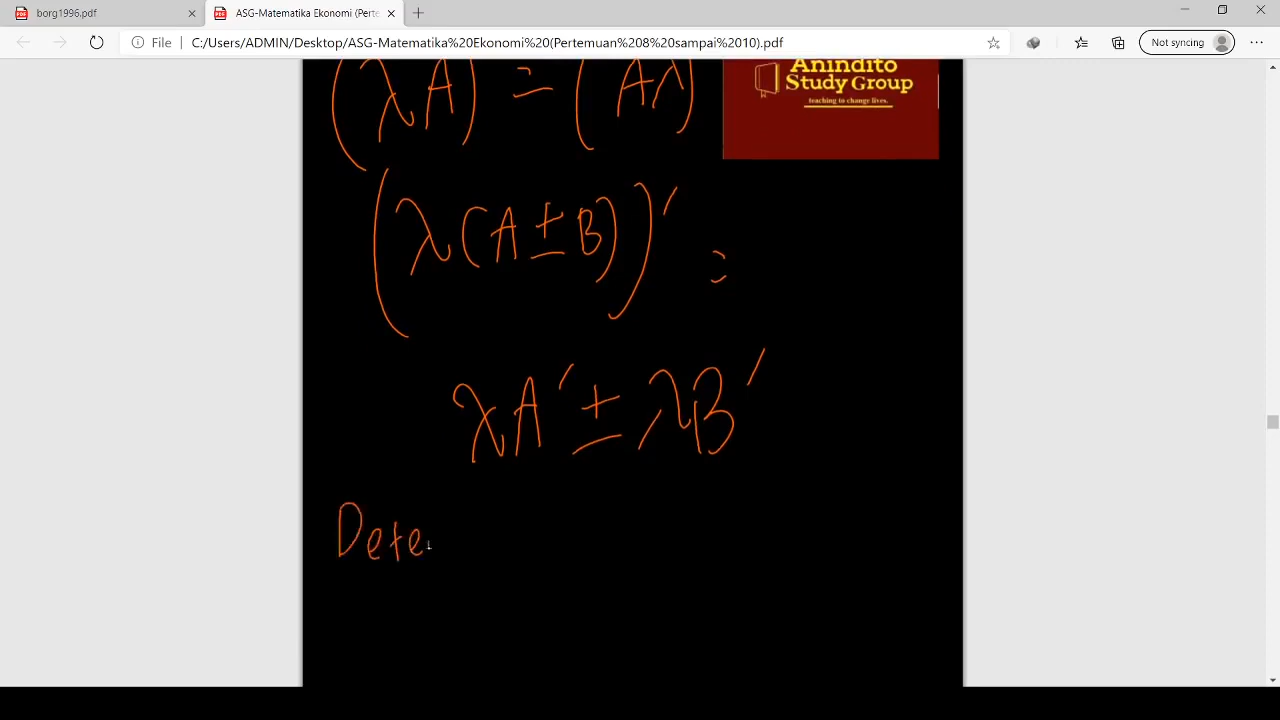 borg1996.pdf
ASG-Matematika Ekonomi (Perte
File
C:/Users/ADMIN/Desktop/ASG-Matematika%20Ekonomi%20(Pertemuan%208%20sampai%2010).pdf
Not syncing
Anindito
Study Group
teaching to change lives.
(λA) = (Aλ)
(λ(A±B))′ =
λA′ ± λB′
Dete